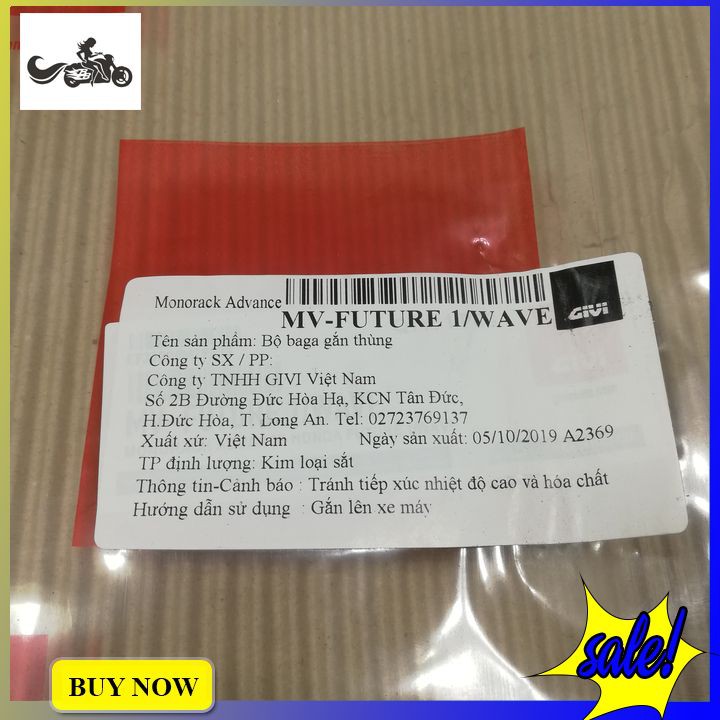 Monorack Advance
GIVI
MV-FUTURE 1/WAVE
Tên sản phẩm: Bộ baga gắn thùng
Công ty SX / PP:
Công ty TNHH GIVI Việt Nam
Số 2B Đường Đức Hòa Hạ, KCN Tân Đức,
H.Đức Hòa, T. Long An. Tel: 02723769137
Xuất xứ: Việt Nam Ngày sản xuất: 05/10/2019 A2369
TP định lượng: Kim loại sắt
Thông tin-Cảnh báo : Tránh tiếp xúc nhiệt độ cao và hóa chất
Hướng dẫn sử dụng : Gắn lên xe máy
BUY NOW
sale!